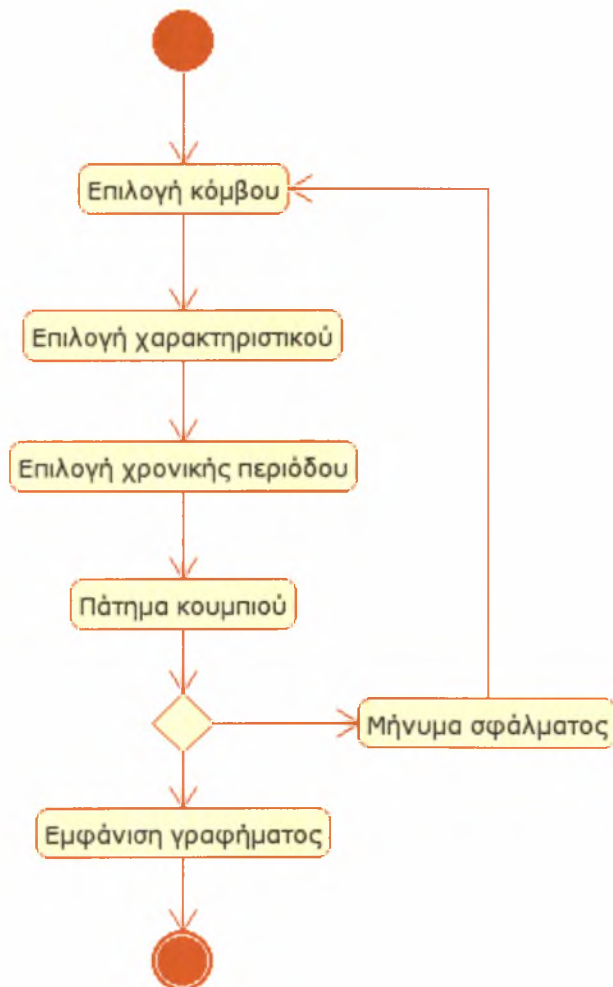 Επιλογή κόμβου
Επιλογή χαρακτηριστικού
Επιλογή χρονικής περιόδου
Πάτημα κουμπιού
Μήνυμα σφάλματος
Εμφάνιση γραφήματος